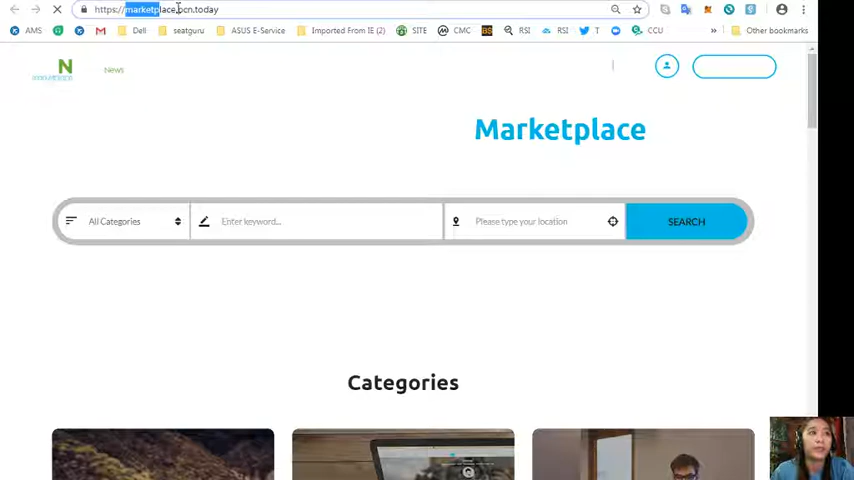 https://marketplace.pcn.today
AMS
Dell
seatguru
ASUS E-Service
Imported From IE (2)
SITE
CMC
RSI
RSI
T
CCU
»
Other bookmarks
N
News
Marketplace
All Categories
Enter keyword...
Please type your location
SEARCH
Categories